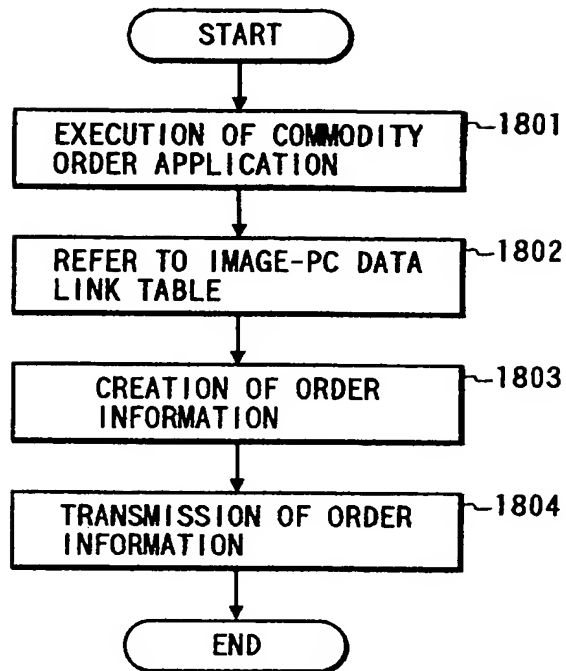 START
EXECUTION OF COMMODITY
ORDER APPLICATION
1801
REFER TO IMAGE-PC DATA
LINK TABLE
1802
CREATION OF ORDER
INFORMATION
1803
TRANSMISSION OF ORDER
INFORMATION
1804
END